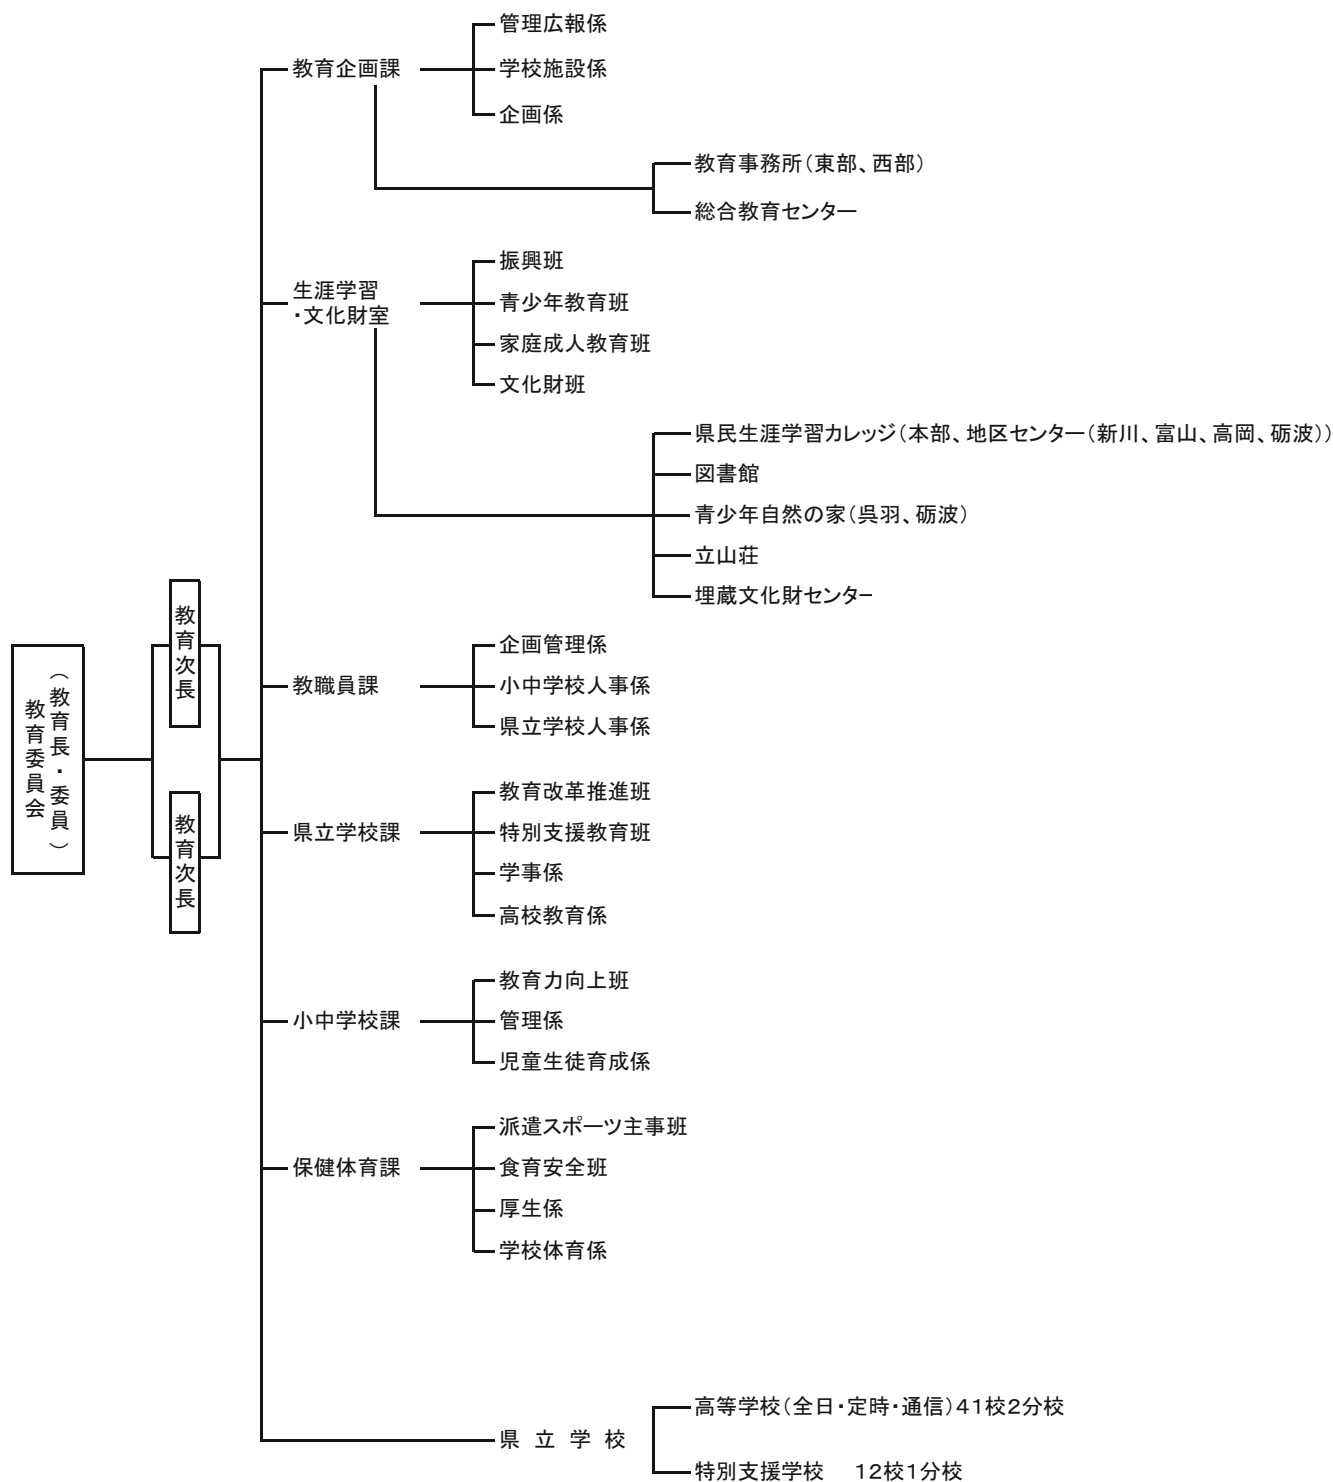 教育委員会
（教育長・委員）
教育次長
教育次長
教育企画課
管理広報係
学校施設係
企画係
教育事務所（東部、西部）
総合教育センター
生涯学習
・文化財室
振興班
青少年教育班
家庭成人教育班
文化財班
県民生涯学習カレッジ（本部、地区センター（新川、富山、高岡、砺波））
図書館
青少年自然の家（呉羽、砺波）
立山荘
埋蔵文化財センター
教職員課
企画管理係
小中学校人事係
県立学校人事係
県立学校課
教育改革推進班
特別支援教育班
学事係
高校教育係
小中学校課
教育力向上班
管理係
児童生徒育成係
保健体育課
派遣スポーツ主事班
食育安全班
厚生係
学校体育係
県 立 学 校
高等学校（全日・定時・通信）41校2分校
特別支援学校　12校1分校